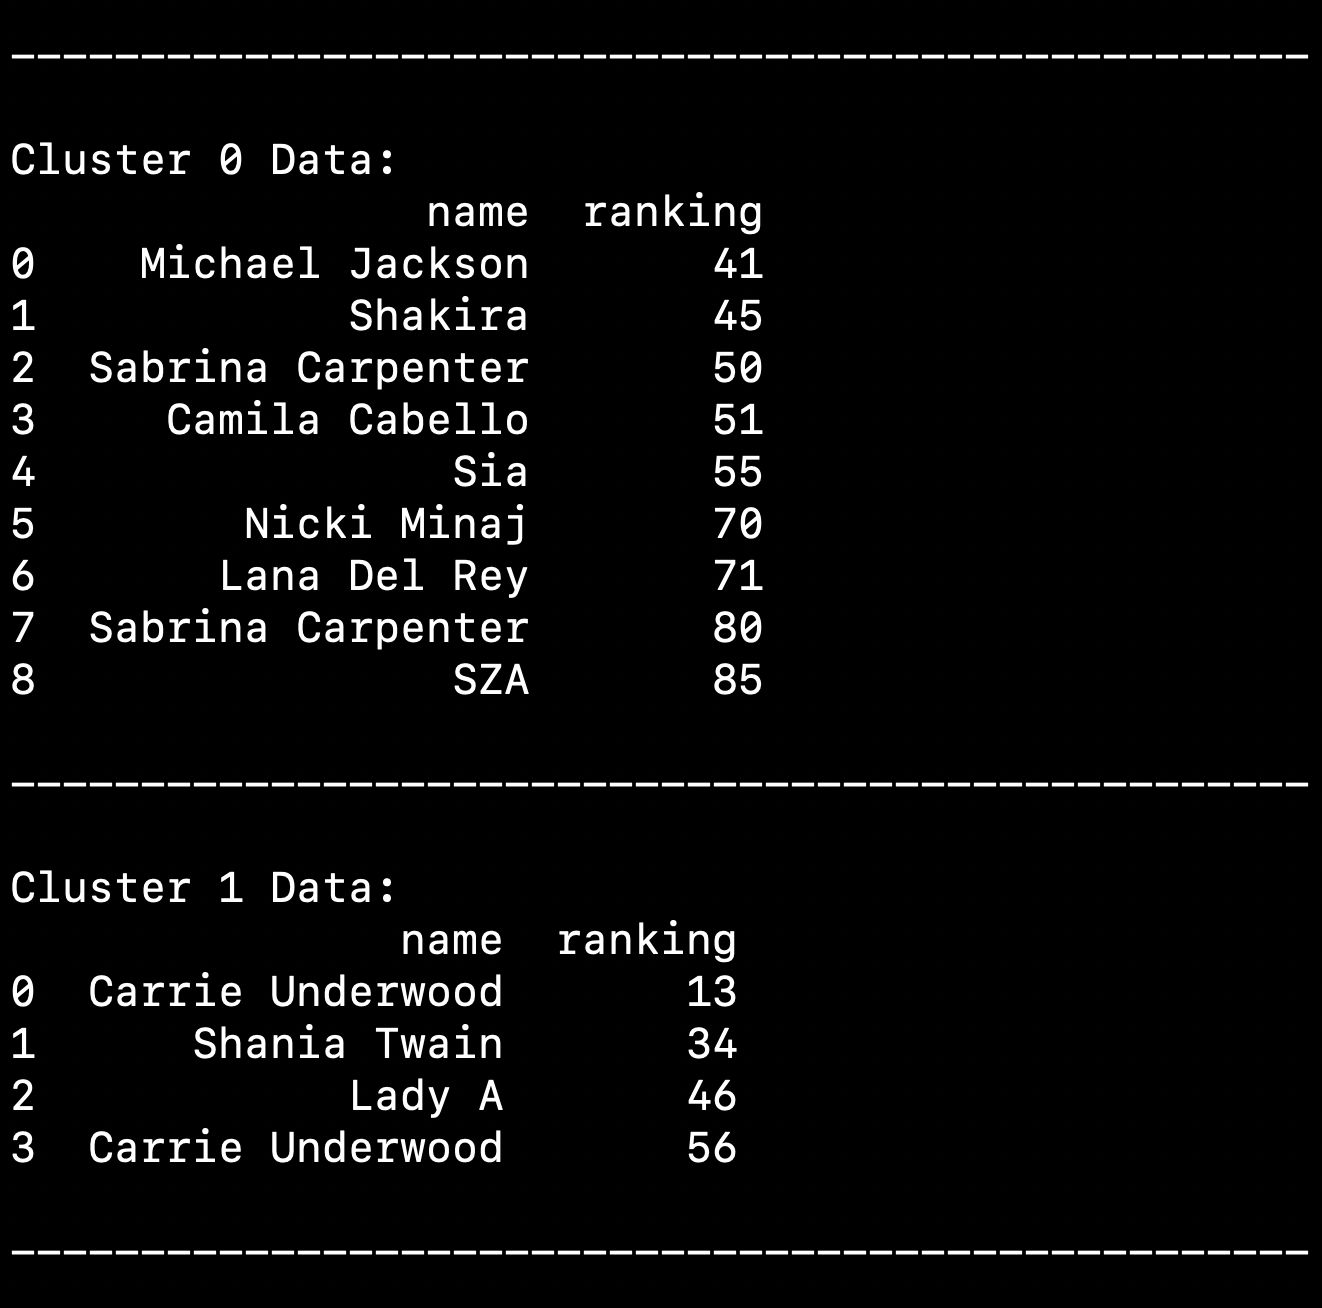 --------------------------------------------------

Cluster 0 Data:
                name  ranking
0    Michael Jackson       41
1            Shakira       45
2  Sabrina Carpenter       50
3     Camila Cabello       51
4                Sia       55
5        Nicki Minaj       70
6       Lana Del Rey       71
7  Sabrina Carpenter       80
8                SZA       85

--------------------------------------------------

Cluster 1 Data:
               name  ranking
0  Carrie Underwood       13
1      Shania Twain       34
2            Lady A       46
3  Carrie Underwood       56

--------------------------------------------------